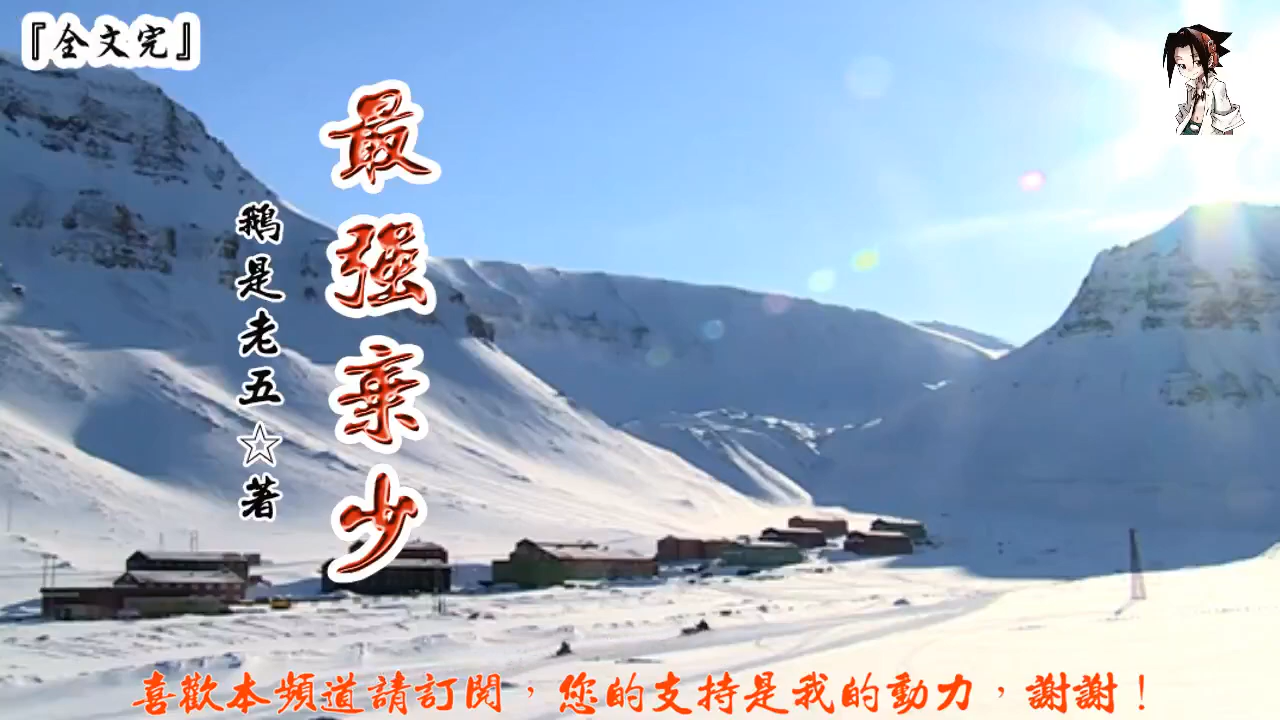 『全文完』
最強棄少
鵝是老五☆著
喜歡本頻道請訂閱，您的支持是我的動力，謝謝！